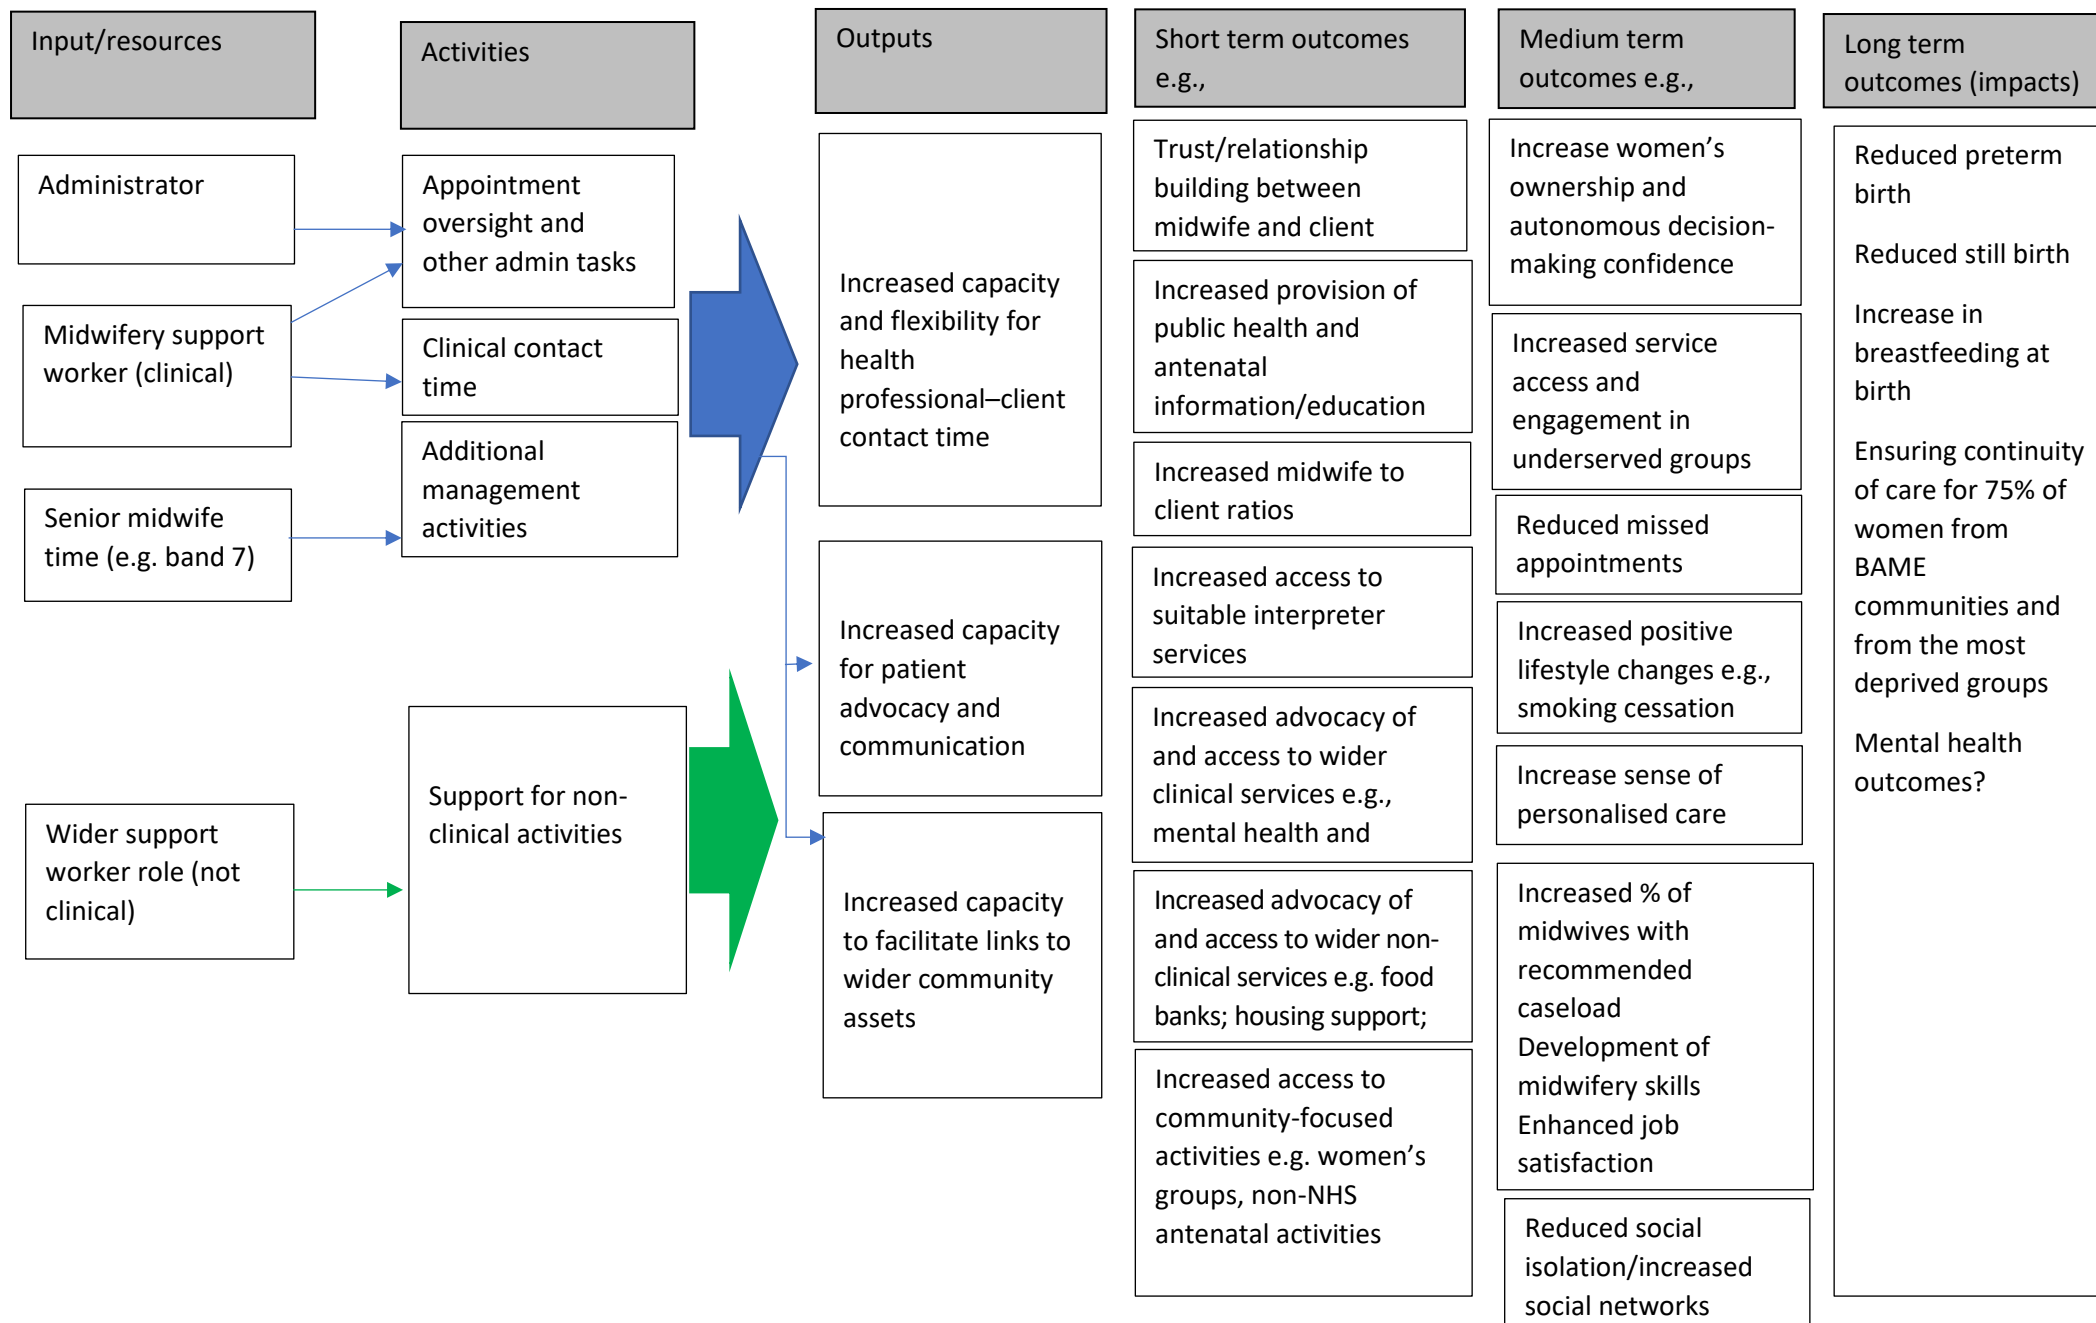 Input/resources
Activities
Outputs
Short term outcomes
e.g.,
Medium term
outcomes e.g.,
Long term
outcomes (impacts)
Administrator
Midwifery support
worker (clinical)
Senior midwife
time (e.g. band 7)
Wider support
worker role (not
clinical)
Appointment
oversight and
other admin tasks
Clinical contact
time
Additional
management
activities
Support for non-
clinical activities
Increased capacity
and flexibility for
health
professional–client
contact time
Increased capacity
for patient
advocacy and
communication
Increased capacity
to facilitate links to
wider community
assets
Trust/relationship
building between
midwife and client
Increased provision of
public health and
antenatal
information/education
Increased midwife to
client ratios
Increased access to
suitable interpreter
services
Increased advocacy of
and access to wider
clinical services e.g.,
mental health and
Increased advocacy of
and access to wider non-
clinical services e.g. food
banks; housing support;
Increased access to
community-focused
activities e.g. women’s
groups, non-NHS
antenatal activities
Increase women’s
ownership and
autonomous decision-
making confidence
Increased service
access and
engagement in
underserved groups
Reduced missed
appointments
Increased positive
lifestyle changes e.g.,
smoking cessation
Increase sense of
personalised care
Increased % of
midwives with
recommended
caseload
Development of
midwifery skills
Enhanced job
satisfaction
Reduced social
isolation/increased
social networks
Reduced preterm
birth
Reduced still birth
Increase in
breastfeeding at
birth
Ensuring continuity
of care for 75% of
women from
BAME
communities and
from the most
deprived groups
Mental health
outcomes?